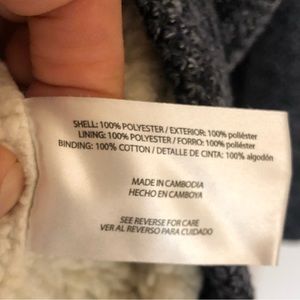 SHELL: 100% POLYESTER / EXTERIOR: 100% poliéster
LINING: 100% POLYESTER / FORRO: 100% poliéster
BINDING: 100% COTTON / DETALLE DE CINTA: 100% algodón
MADE IN CAMBODIA
HECHO EN CAMBOYA
SEE REVERSE FOR CARE
VER AL REVERSO PARA CUIDADO